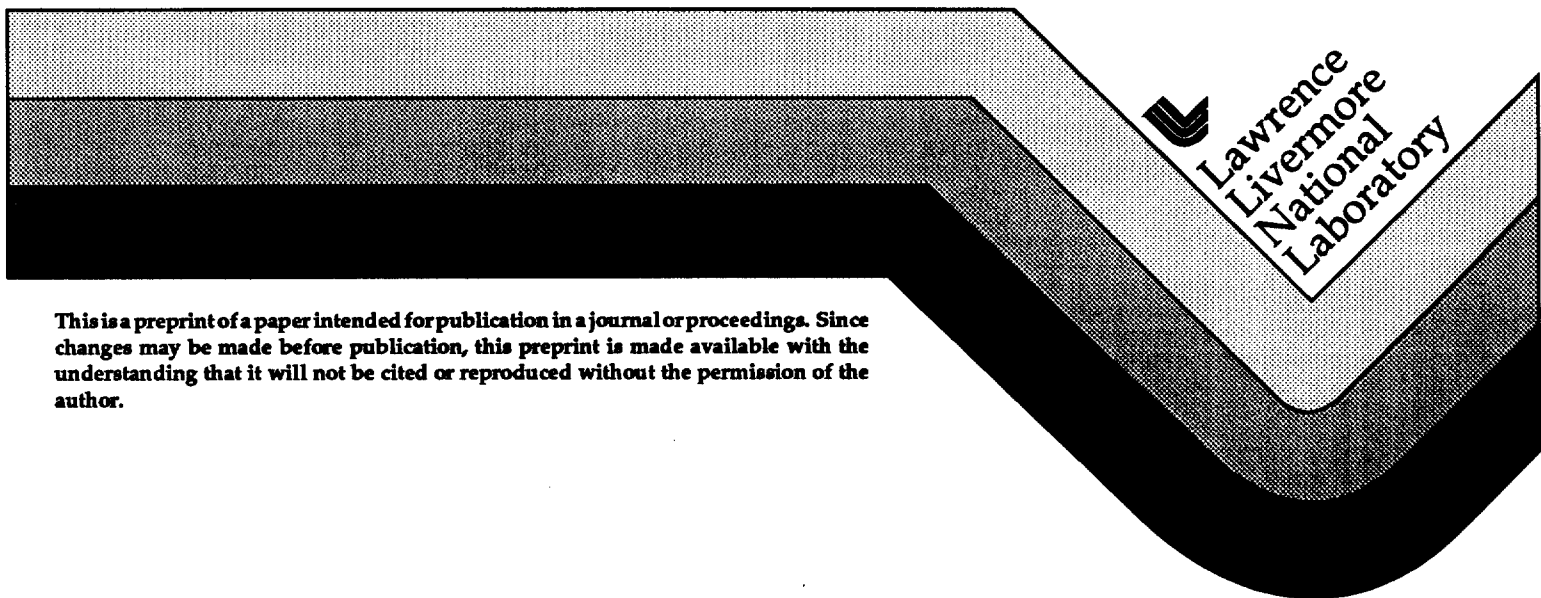 Lawrence
Livermore
National
Laboratory
This is a preprint of a paper intended for publication in a journal or proceedings. Since
changes may be made before publication, this preprint is made available with the
understanding that it will not be cited or reproduced without the permission of the
author.